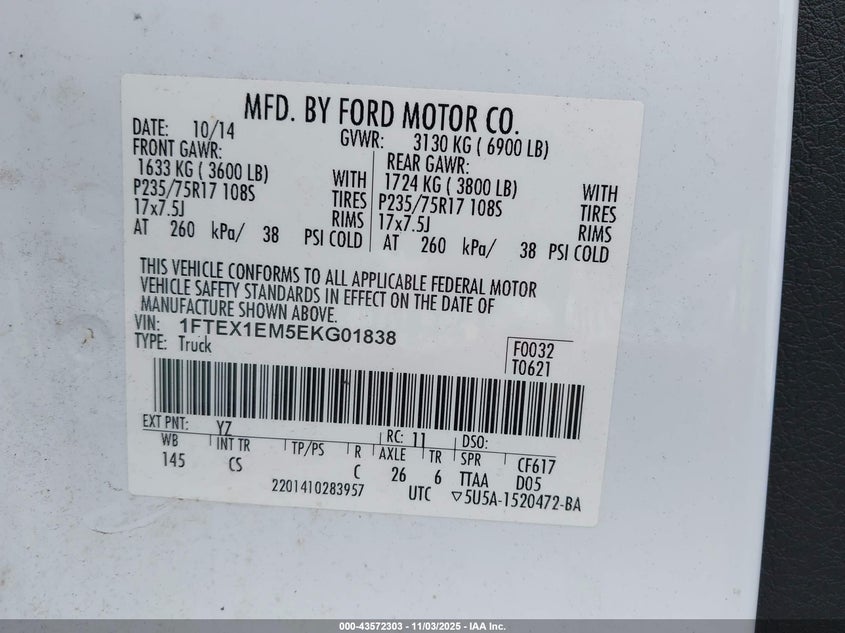 MFD. BY FORD MOTOR CO.
DATE: 10/14 GVWR: 3130 KG ( 6900 LB)
FRONT GAWR: REAR GAWR:
1633 KG ( 3600 LB) WITH 1724 KG ( 3800 LB) WITH
P235/75R17 108S TIRES P235/75R17 108S TIRES
17x7.5J RIMS 17x7.5J RIMS
AT 260 kPa/ 38 PSI COLD AT 260 kPa/ 38 PSI COLD
THIS VEHICLE CONFORMS TO ALL APPLICABLE FEDERAL MOTOR
VEHICLE SAFETY STANDARDS IN EFFECT ON THE DATE OF
MANUFACTURE SHOWN ABOVE.
VIN: 1FTEX1EM5EKG01838 F0032
TYPE: Truck T0621
EXT PNT: YZ RC: 11 DSO:
WB INT TR TP/PS R AXLE TR SPR CF617
145 CS C 26 6 TTAA D05
2201410283957 UTC ▽5U5A-1520472-BA
000-43572303 - 11/03/2025 - IAA Inc.